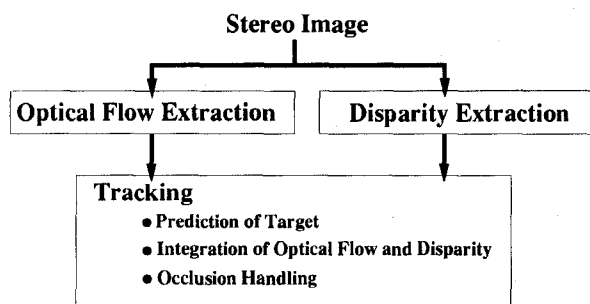 Stereo Image
Optical Flow Extraction
Disparity Extraction
Tracking
● Prediction of Target
● Integration of Optical Flow and Disparity
● Occlusion Handling